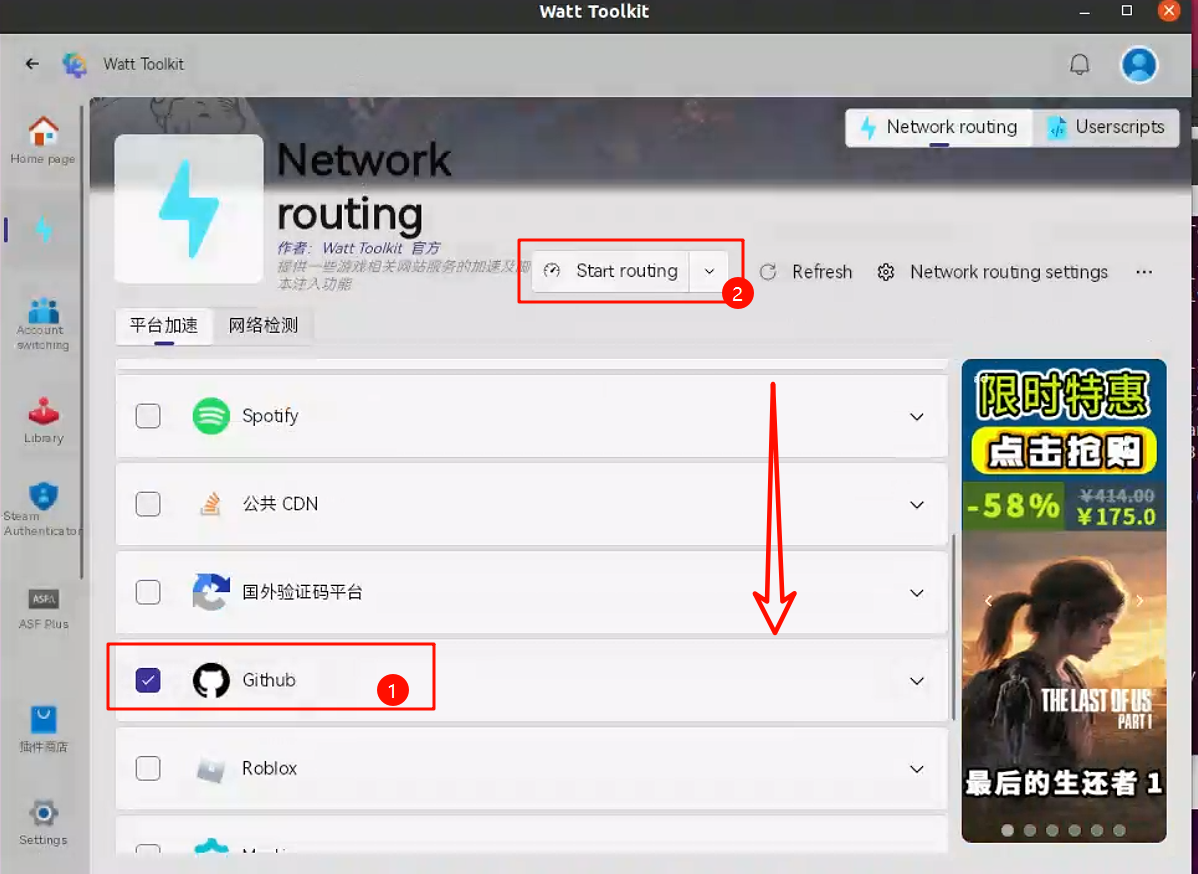 Watt Toolkit
Watt Toolkit
Network routing
Userscripts
Home page
Network
routing
作者: Watt Toolkit 官方
提供一些游戏相关网站服务的加速及脚
本注入功能
Start routing
2
Refresh
Network routing settings
平台加速
网络检测
Account
switching
Library
Steam
Authenticator
ASF
ASF Plus
插件商店
Settings
Spotify
公共 CDN
国外验证码平台
Github
1
Roblox
限时特惠
点击抢购
-58%
¥414.00
¥175.0
THE LAST OF US
PART I
最后的生还者 1